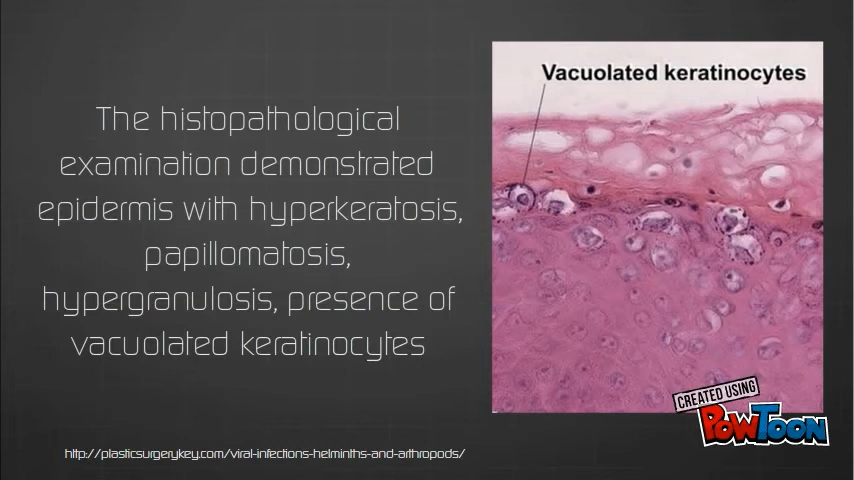 The histopathological
examination demonstrated
epidermis with hyperkeratosis,
papillomatosis,
hypergranulosis, presence of
vacuolated keratinocytes
Vacuolated keratinocytes
http://plasticsurgerykey.com/viral-infections-helminths-and-arthropods/
CREATED USING
POWTOON